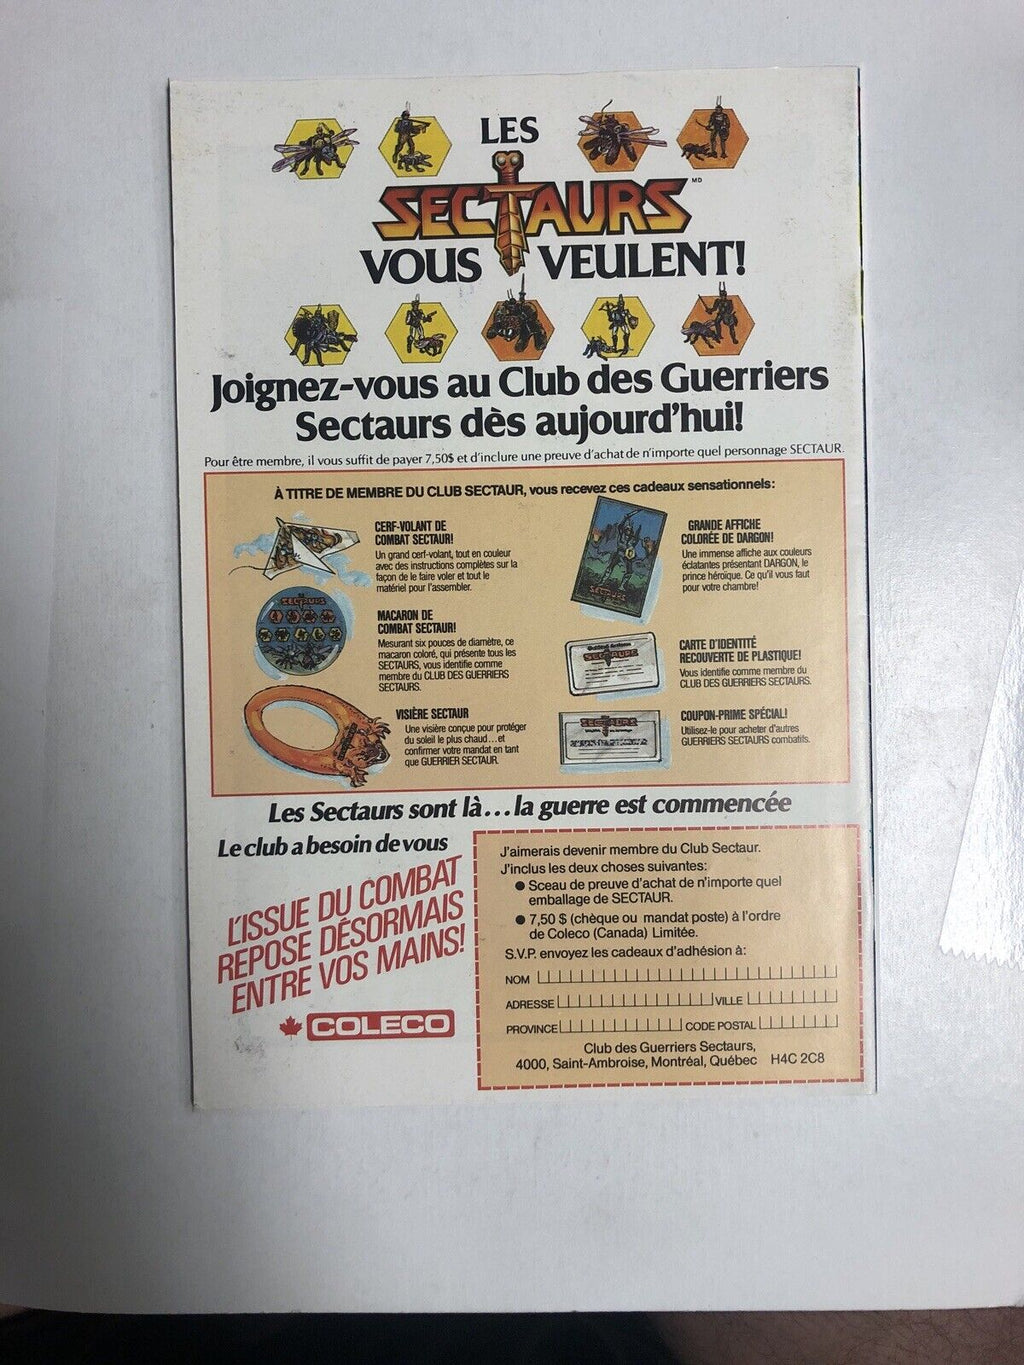 LES
SECTAURS MD
VOUS VEULENT!
Joignez-vous au Club des Guerriers
Sectaurs dès aujourd'hui!
Pour être membre, il vous suffit de payer 7,50$ et d'inclure une preuve d'achat de n'importe quel personnage SECTAUR.
À TITRE DE MEMBRE DU CLUB SECTAUR, vous recevez ces cadeaux sensationnels:
CERF-VOLANT DE
COMBAT SECTAUR!
Un grand cerf-volant, tout en couleur
avec des instructions complètes sur la
façon de le faire voler et tout le
matériel pour l'assembler.
SECTAURS
MACARON DE
COMBAT SECTAUR!
Mesurant six pouces de diamètre, ce
macaron coloré, qui présente tous les
SECTAURS, vous identifie comme
membre du CLUB DES GUERRIERS
SECTAURS.
VISIÈRE SECTAUR
Une visière conçue pour protéger
du soleil le plus chaud...et
confirmer votre mandat en tant
que GUERRIER SECTAUR.
GRANDE AFFICHE
COLORÉE DE DARGON!
Une immense affiche aux couleurs
éclatantes présentant DARGON, le
prince héroïque. Ce qu'il vous faut
pour votre chambre!
SECTAURS
CARTE D'IDENTITÉ
RECOUVERTE DE PLASTIQUE!
Vous identifie comme membre du
CLUB DES GUERRIERS SECTAURS.
SECTAURS
COUPON-PRIME SPÉCIAL!
Utilisez-le pour acheter d'autres
GUERRIERS SECTAURS combatifs.
SECTAURS
Les Sectaurs sont là...la guerre est commencée
Le club a besoin de vous
L'ISSUE DU COMBAT
REPOSE DÉSORMAIS
ENTRE VOS MAINS!
COLECO
J'aimerais devenir membre du Club Sectaur.
J'inclus les deux choses suivantes:
● Sceau de preuve d'achat de n'importe quel
emballage de SECTAUR.
● 7,50 $ (chèque ou mandat poste) à l'ordre
de Coleco (Canada) Limitée.
S.V.P. envoyez les cadeaux d'adhésion à:
NOM
ADRESSE VILLE
PROVINCE CODE POSTAL
Club des Guerriers Sectaurs,
4000, Saint-Ambroise, Montréal, Québec H4C 2C8